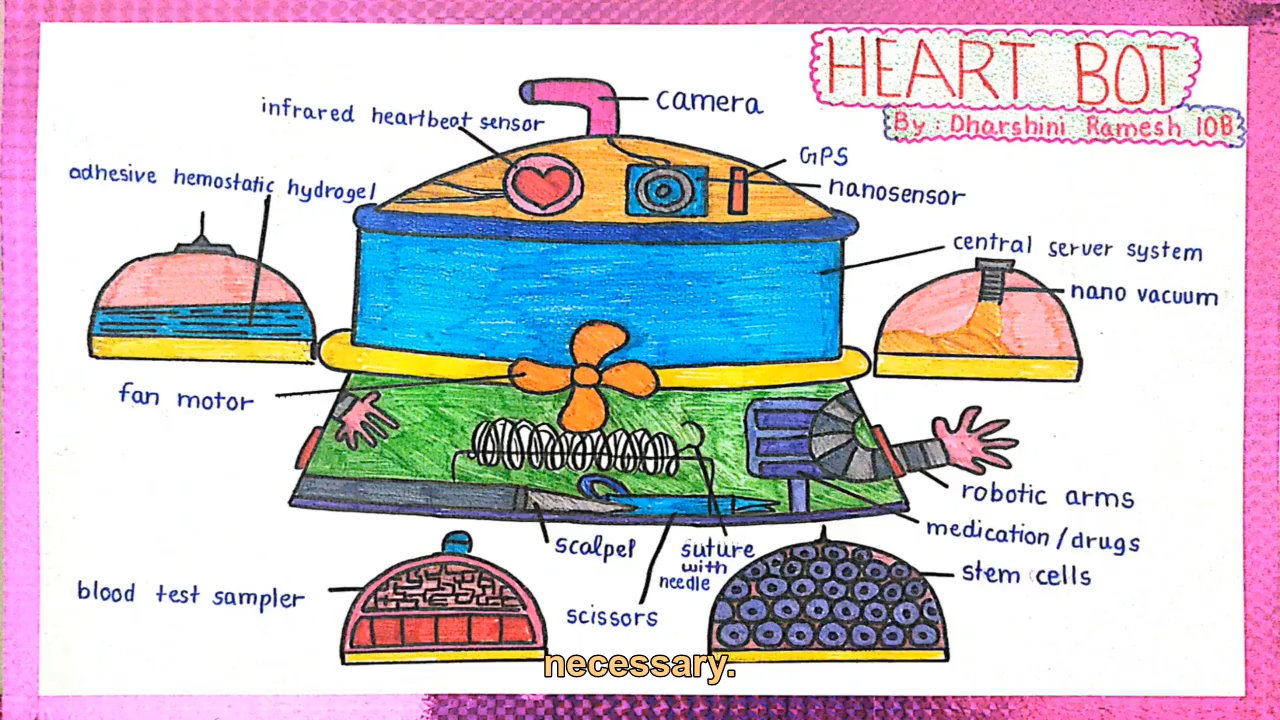 HEART BOT
By : Dharshini Ramesh 10B
camera
infrared heartbeat sensor
GPS
adhesive hemostatic hydrogel
nanosensor
central server system
nano vacuum
fan motor
robotic arms
medication/drugs
scalpel
suture
with
needle
stem cells
blood test sampler
scissors
necessary.